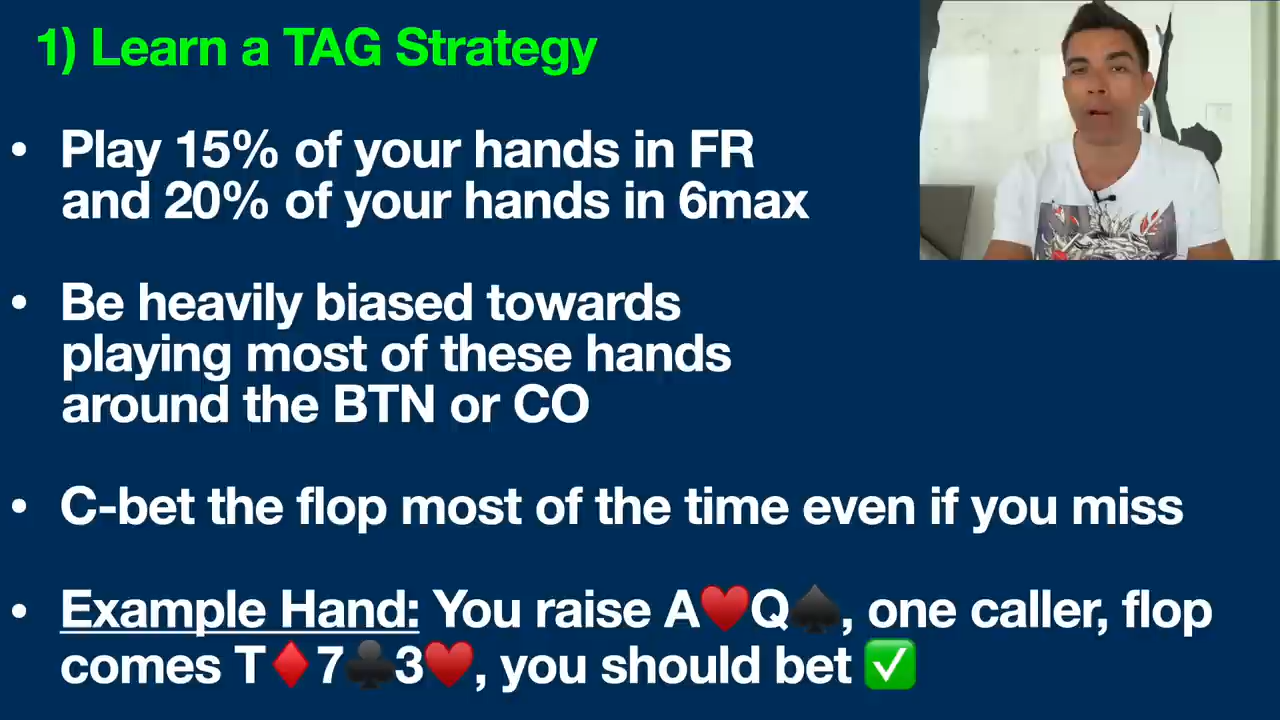 1) Learn a TAG Strategy
• Play 15% of your hands in FR
and 20% of your hands in 6max
• Be heavily biased towards
playing most of these hands
around the BTN or CO
• C-bet the flop most of the time even if you miss
• Example Hand: You raise A♥️Q♠️, one caller, flop
comes T♦️7♣️3♥️, you should bet ✅